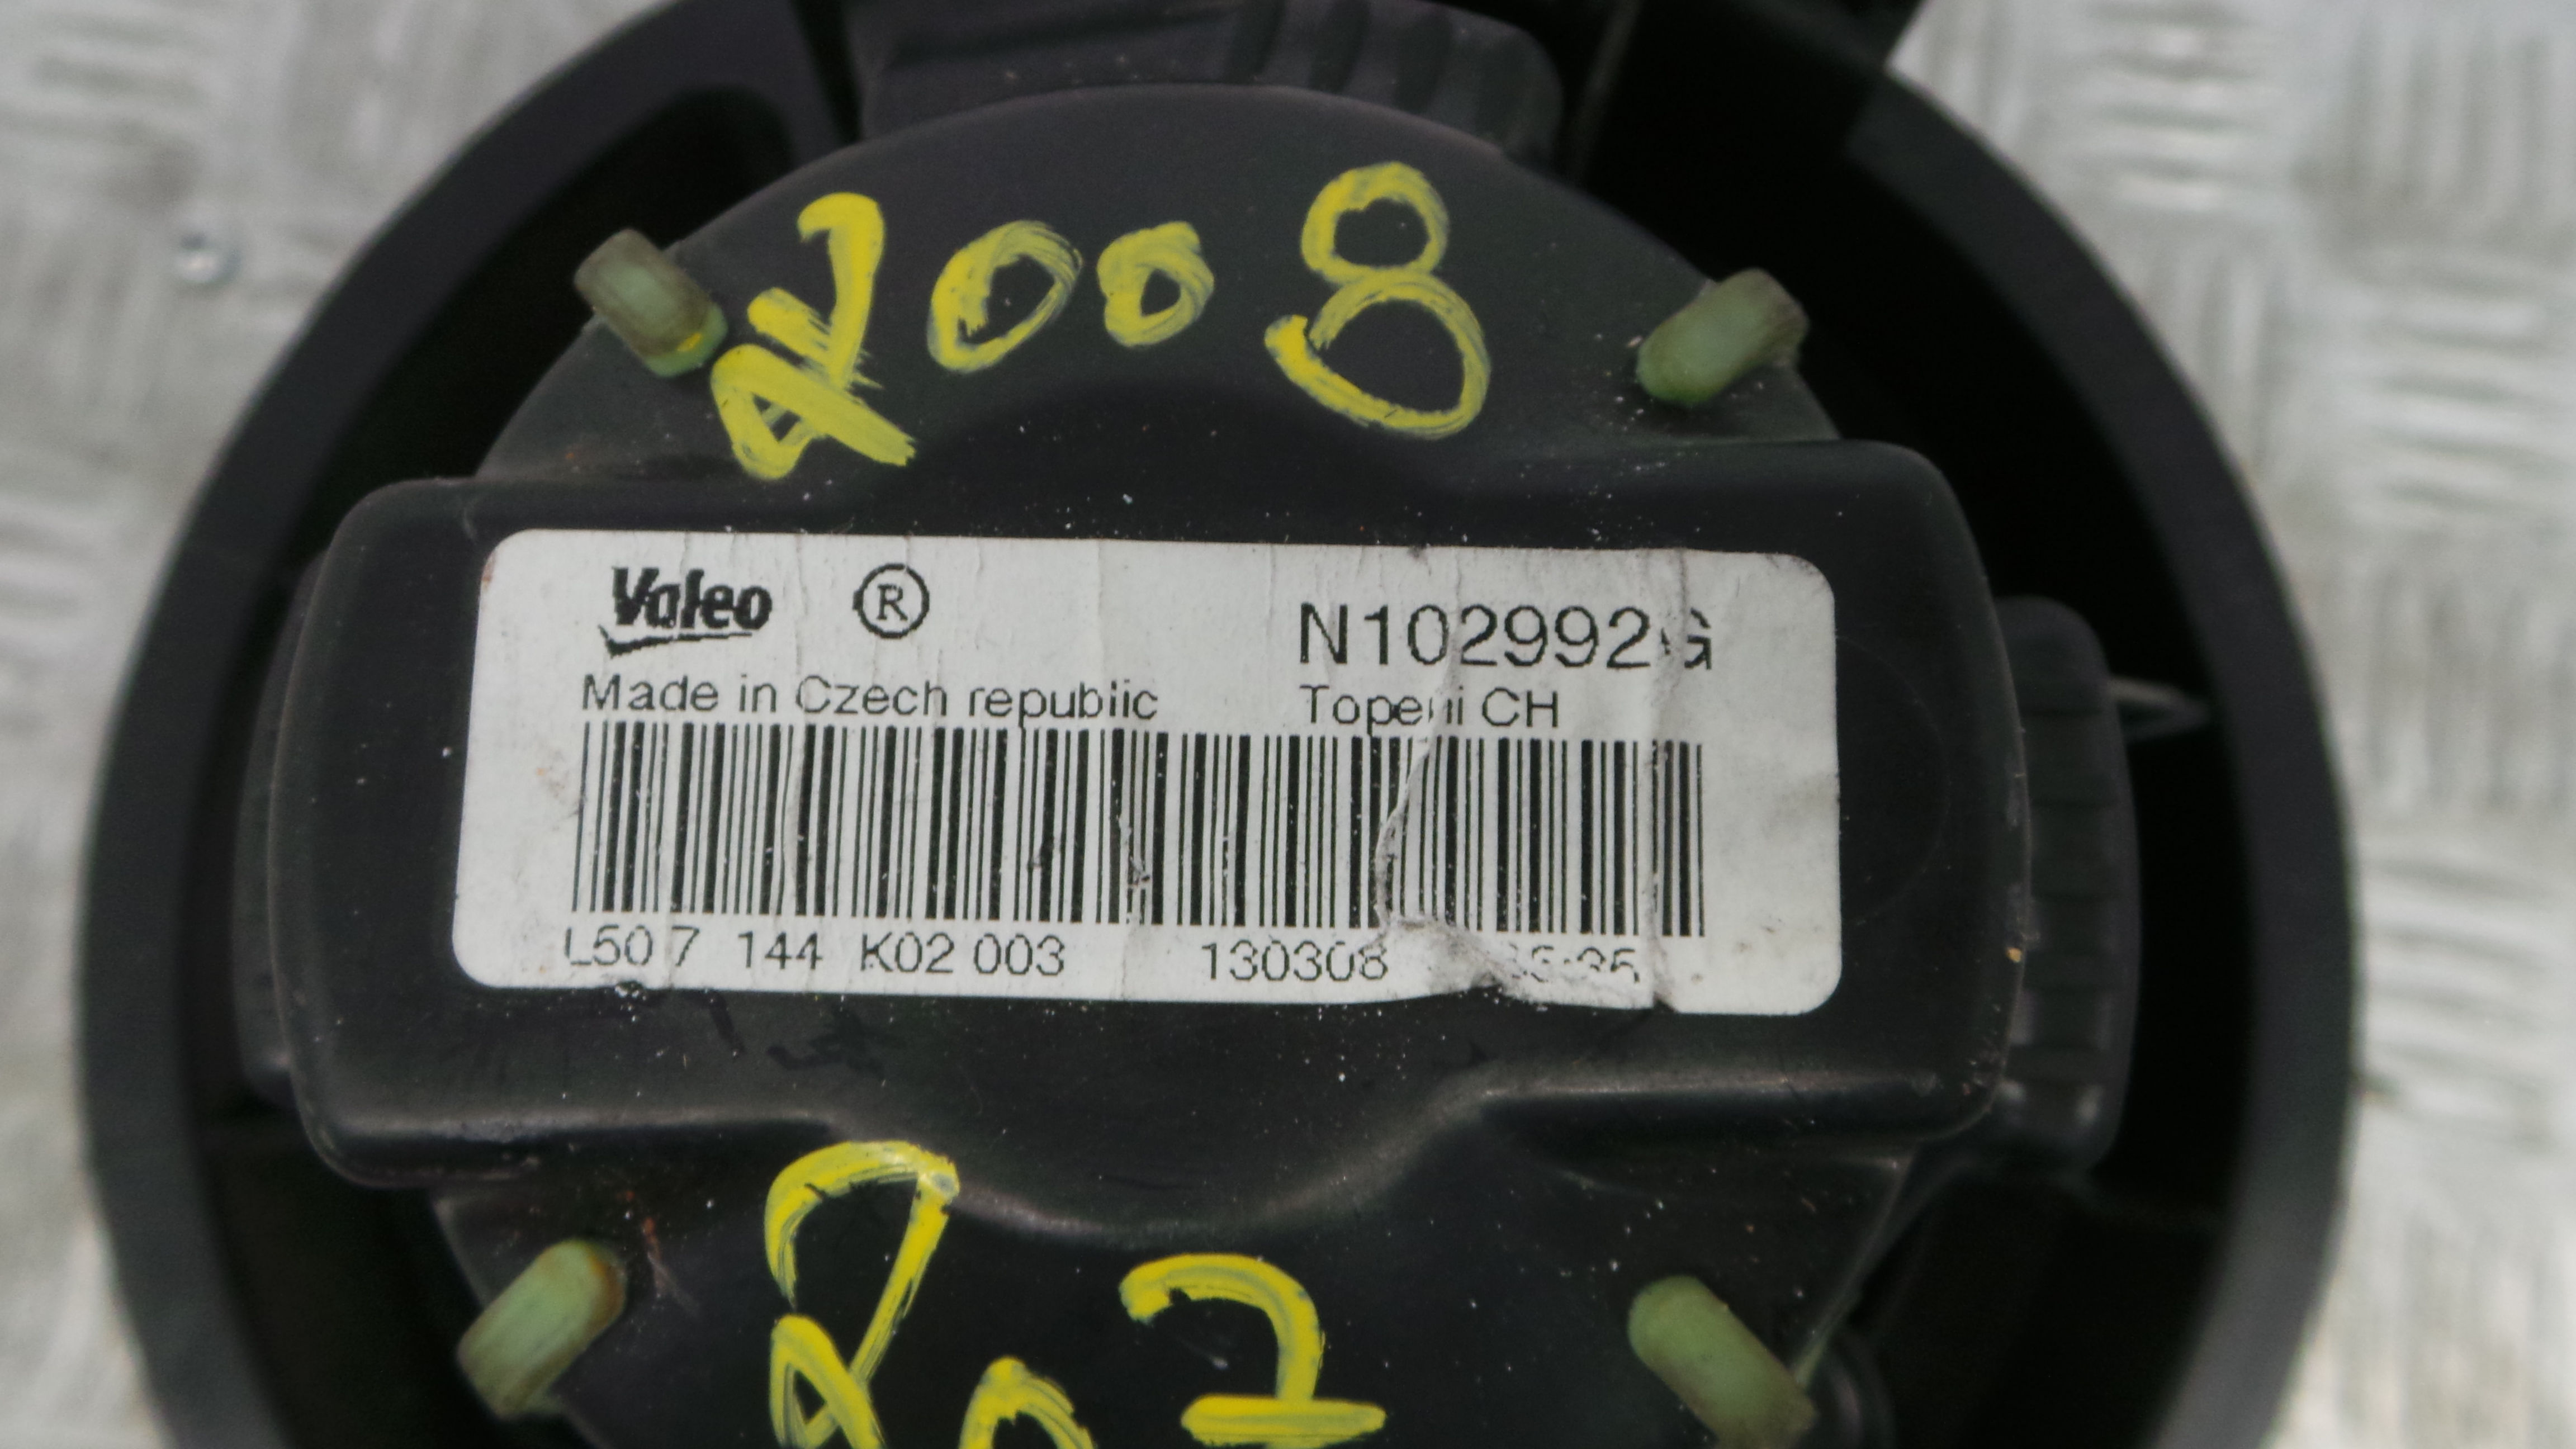 2008
Valeo ®
N102992G
Made in Czech republic
Topeni CH
L50 7 144 K02 003 130308
207